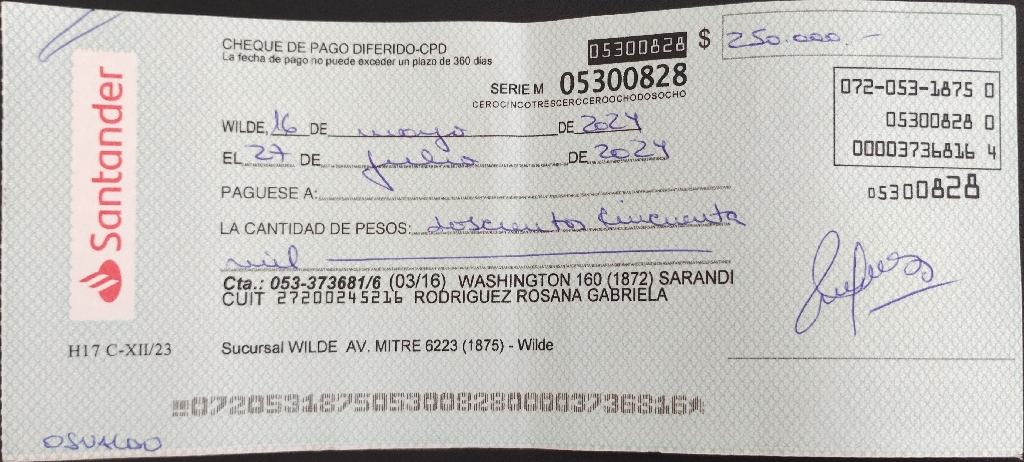 Santander
CHEQUE DE PAGO DIFERIDO-CPD
La fecha de pago no puede exceder un plazo de 360 días
05300828 $ 250.000.-
SERIE M 05300828
CEROCINCOTRESCEROCEROOCHODOSOCHO
072-053-1875 0
05300828 0
00003736816 4
05300828
WILDE, 16 DE mayo DE 2024
EL 27 DE julio DE 2024
PAGUESE A:
LA CANTIDAD DE PESOS: doscientos cincuenta
mil
Cta.: 053-373681/6 (03/16) WASHINGTON 160 (1872) SARANDI
CUIT 27200245216 RODRIGUEZ ROSANA GABRIELA
H17 C-XII/23
Sucursal WILDE AV. MITRE 6223 (1875) - Wilde
07205318750530082800003736816
OSVALDO